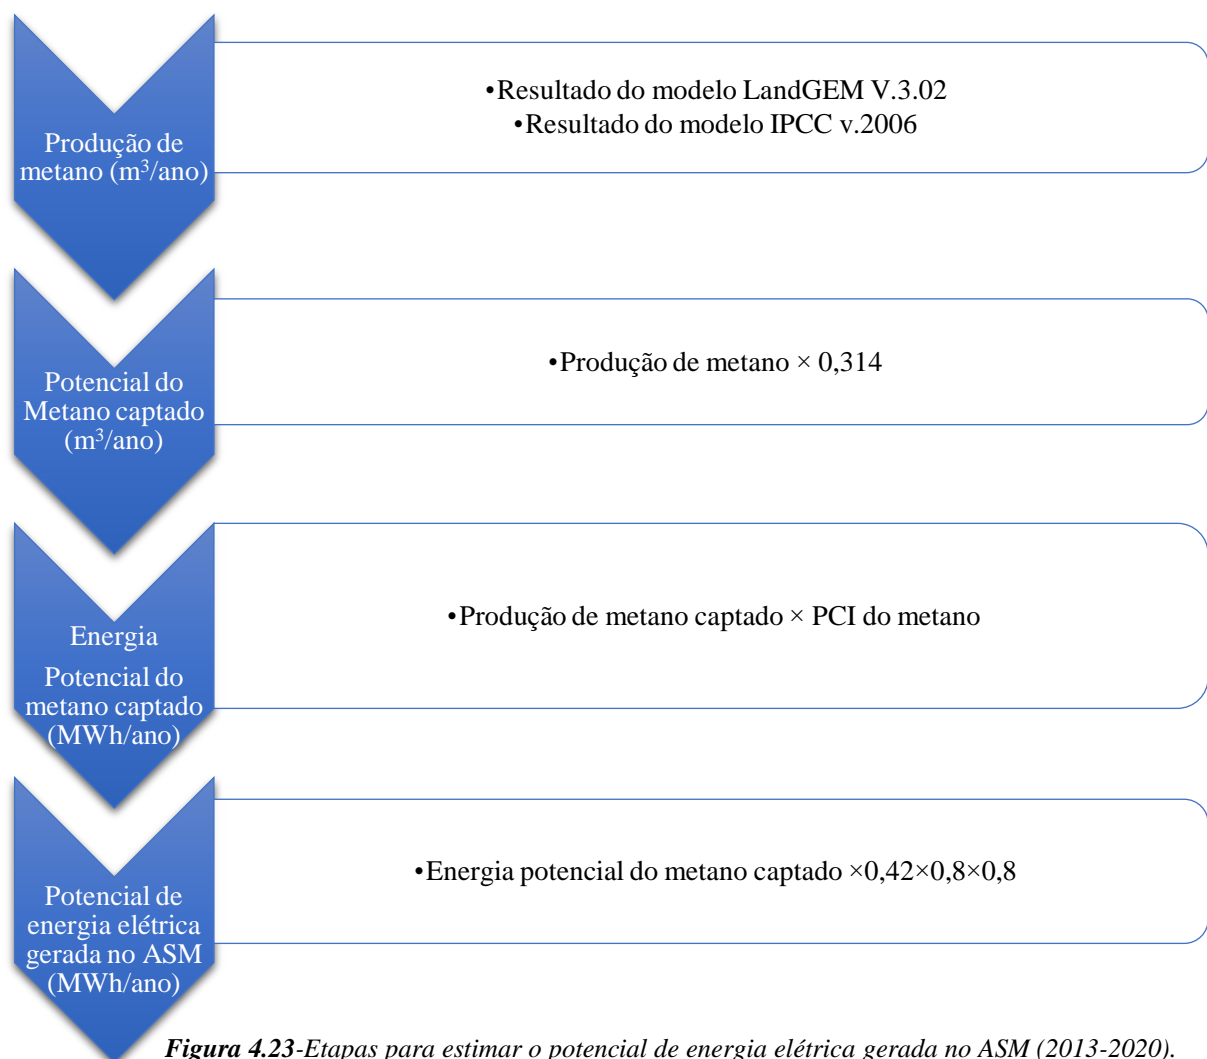 Produção de
metano (m³/ano)
•Resultado do modelo LandGEM V.3.02
•Resultado do modelo IPCC v.2006
Potencial do
Metano captado
(m³/ano)
•Produção de metano × 0,314
Energia
Potencial do
metano captado
(MWh/ano)
•Produção de metano captado × PCI do metano
Potencial de
energia elétrica
gerada no ASM
(MWh/ano)
•Energia potencial do metano captado ×0,42×0,8×0,8
Figura 4.23-Etapas para estimar o potencial de energia elétrica gerada no ASM (2013-2020).